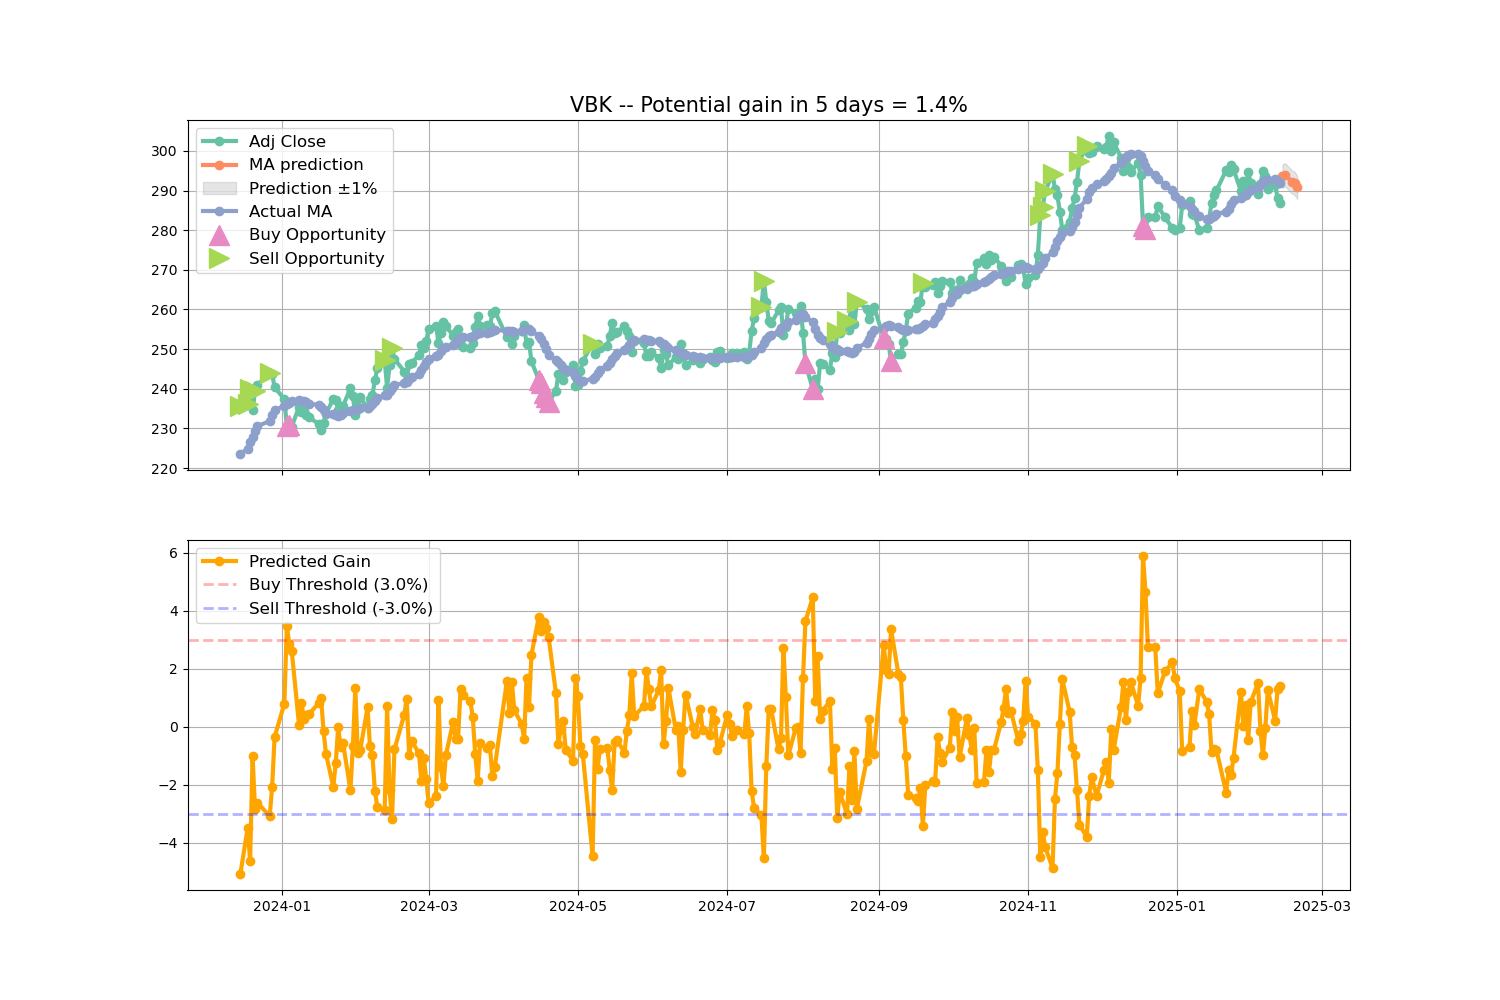 VBK -- Potential gain in 5 days = 1.4%
300
290
280
270
260
250
240
230
220
Adj Close
MA prediction
Prediction ±1%
Actual MA
Buy Opportunity
Sell Opportunity
6
4
2
0
−2
−4
Predicted Gain
Buy Threshold (3.0%)
Sell Threshold (-3.0%)
2024-01
2024-03
2024-05
2024-07
2024-09
2024-11
2025-01
2025-03